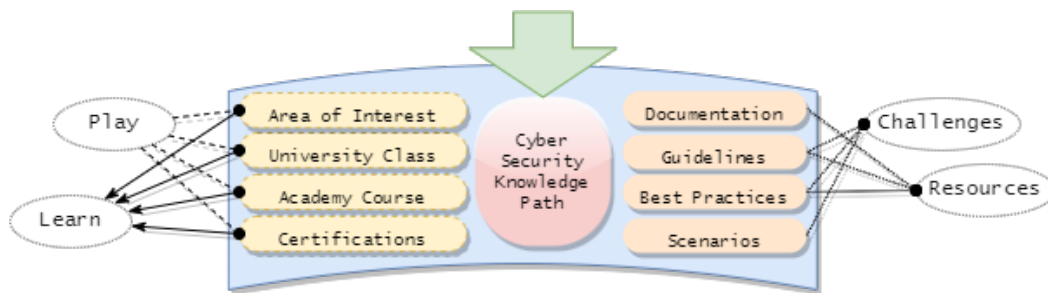 Play
Learn
Area of Interest
University Class
Academy Course
Certifications
Cyber
Security
Knowledge
Path
Documentation
Guidelines
Best Practices
Scenarios
Challenges
Resources